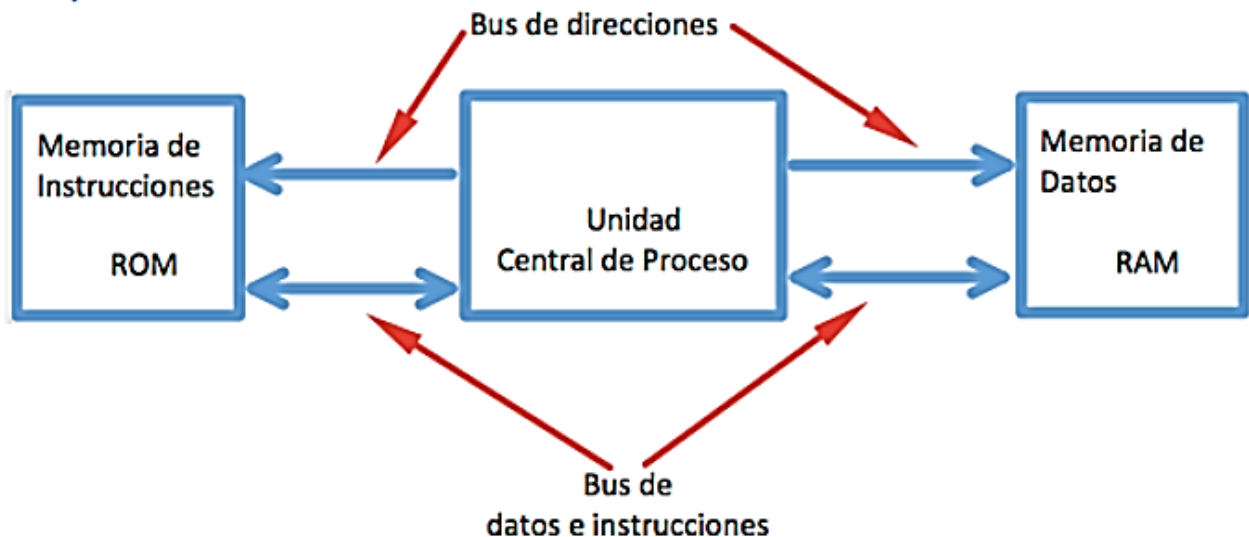 Bus de direcciones
Memoria de
Instrucciones
ROM
Unidad
Central de Proceso
Memoria de
Datos
RAM
Bus de
datos e instrucciones